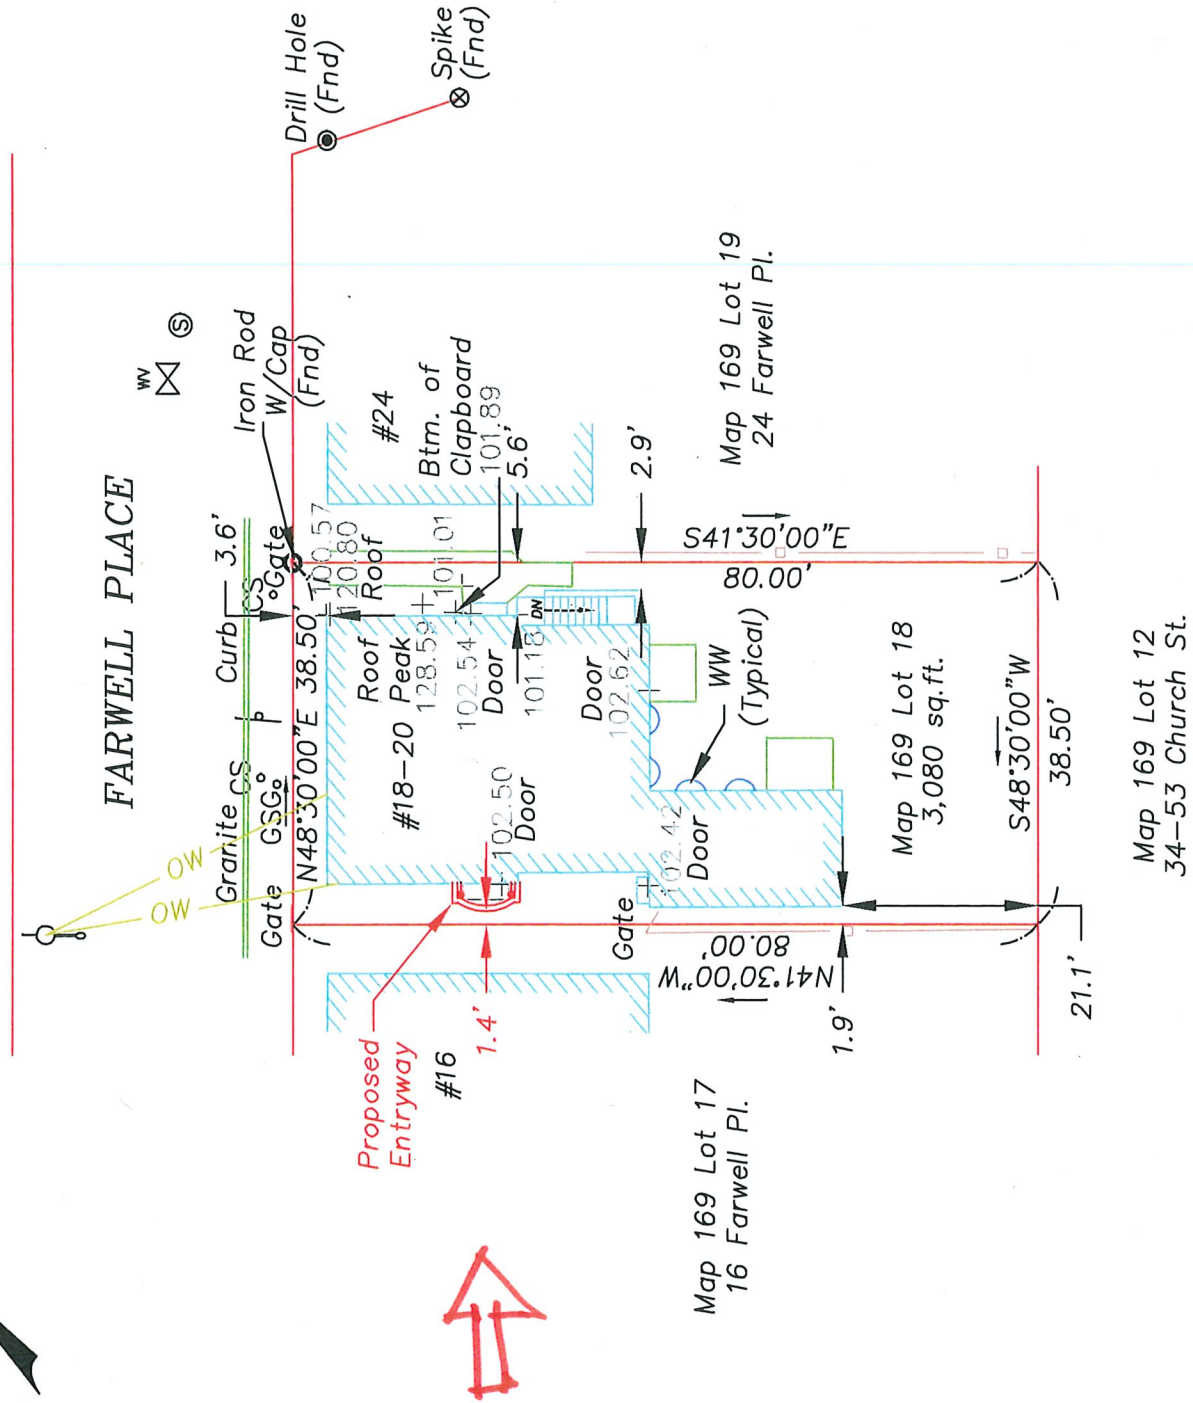 FARWELL PLACE
Drill Hole
(Fnd)
Spike
(Fnd)
Iron Rod
W/Cap
(Fnd)
WV
S
Granite
Curb
3.6'
GS
GS
GSG
Gate
Gate
N48°30'00"E
38.50'
OW
OW
100.57
120.80
Roof
Roof
Peak
128.59
101.01
102.54
Door
101.18
Btm. of
Clapboard
101.89
5.6'
#24
DN
#18-20
102.50
Door
Door
102.62
102.42
Door
WW
(Typical)
2.9'
Map 169 Lot 19
24 Farwell Pl.
S41°30'00"E
80.00'
Map 169 Lot 18
3,080 sq.ft.
S48°30'00"W
38.50'
Gate
N41°30'00"W
80.00'
1.9'
21.1'
Proposed
Entryway
#16
1.4'
Map 169 Lot 17
16 Farwell Pl.
Map 169 Lot 12
34-53 Church St.